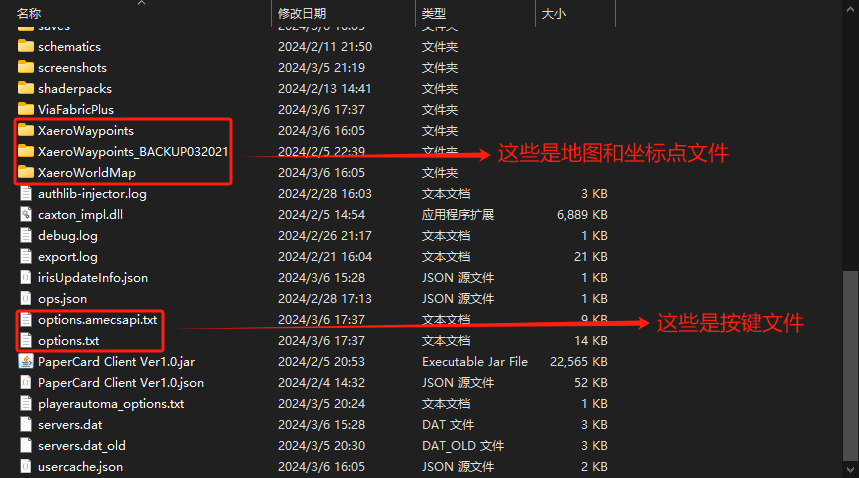 名称 修改日期 类型 大小
saves 2024/3/6 16:05 文件夹
schematics 2024/2/11 21:50 文件夹
screenshots 2024/3/5 21:19 文件夹
shaderpacks 2024/2/13 14:41 文件夹
ViaFabricPlus 2024/3/6 17:37 文件夹
XaeroWaypoints 2024/3/6 16:05 文件夹
XaeroWaypoints_BACKUP032021 2024/2/5 22:39 文件夹 这些是地图和坐标点文件
XaeroWorldMap 2024/3/6 16:05 文件夹
authlib-injector.log 2024/2/28 16:03 文本文档 3 KB
caxton_impl.dll 2024/2/5 14:54 应用程序扩展 6,889 KB
debug.log 2024/2/26 21:17 文本文档 1 KB
export.log 2024/2/21 16:04 文本文档 21 KB
irisUpdateInfo.json 2024/3/6 15:28 JSON 源文件 1 KB
ops.json 2024/2/28 17:13 JSON 源文件 1 KB
options.amecsapi.txt 2024/3/6 17:37 文本文档 9 KB 这些是按键文件
options.txt 2024/3/6 17:37 文本文档 14 KB
PaperCard Client Ver1.0.jar 2024/2/5 20:53 Executable Jar File 22,565 KB
PaperCard Client Ver1.0.json 2024/2/4 14:32 JSON 源文件 52 KB
playerautoma_options.txt 2024/3/5 20:24 文本文档 1 KB
servers.dat 2024/3/6 15:28 DAT 文件 3 KB
servers.dat_old 2024/3/5 20:30 DAT_OLD 文件 3 KB
usercache.json 2024/3/6 16:05 JSON 源文件 2 KB